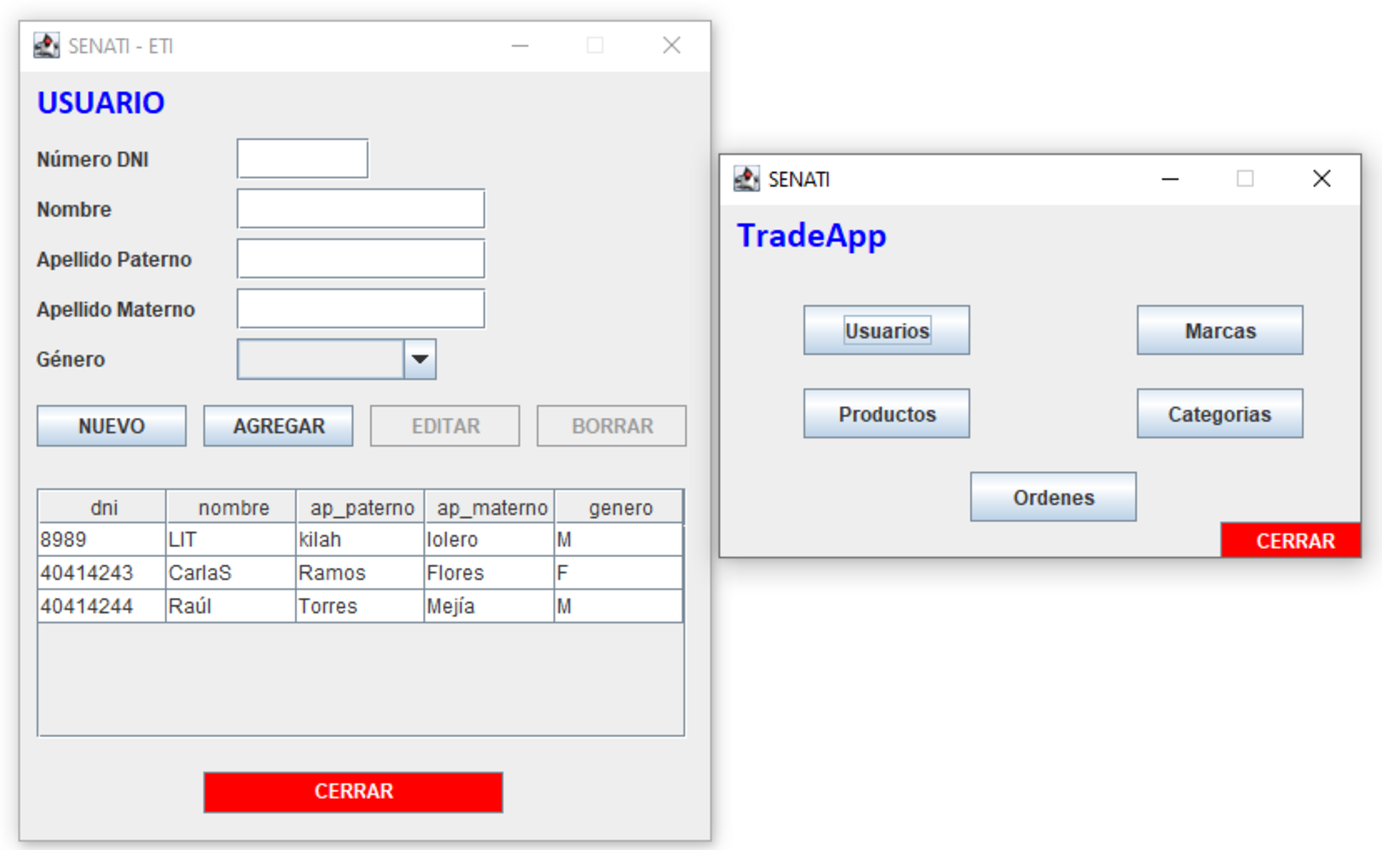 SENATI - ETI
USUARIO
Número DNI
Nombre
Apellido Paterno
Apellido Materno
Género
NUEVO AGREGAR EDITAR BORRAR
dni nombre ap_paterno ap_materno genero
8989 LIT kilah lolero M
40414243 CarlaS Ramos Flores F
40414244 Raúl Torres Mejía M
CERRAR
SENATI
TradeApp
Usuarios Marcas
Productos Categorias
Ordenes
CERRAR